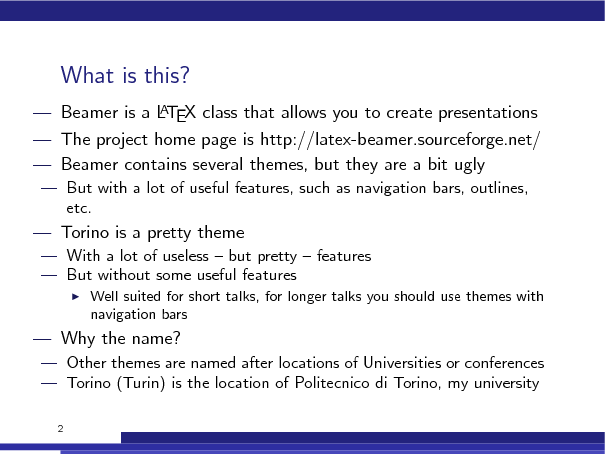 What is this?
— Beamer is a LATEX class that allows you to create presentations
— The project home page is http://latex-beamer.sourceforge.net/
— Beamer contains several themes, but they are a bit ugly
— But with a lot of useful features, such as navigation bars, outlines,
etc.
— Torino is a pretty theme
— With a lot of useless – but pretty – features
— But without some useful features
▶ Well suited for short talks, for longer talks you should use themes with
navigation bars
— Why the name?
— Other themes are named after locations of Universities or conferences
— Torino (Turin) is the location of Politecnico di Torino, my university
2